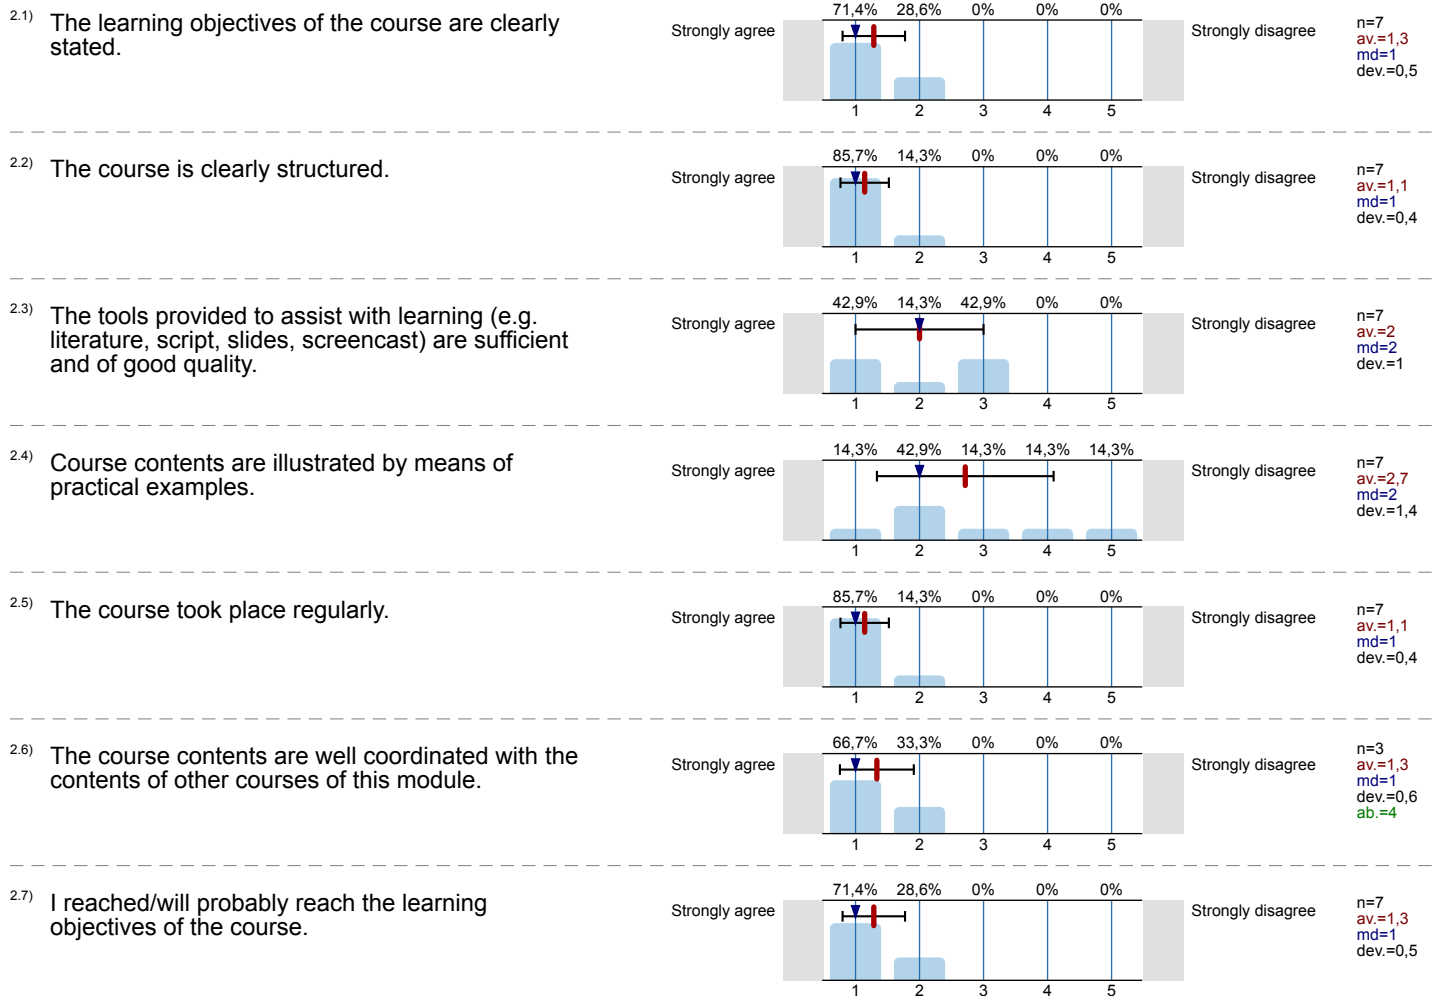 2.1) The learning objectives of the course are clearly
stated.
Strongly agree
71,4% 28,6% 0% 0% 0%
1 2 3 4 5
Strongly disagree
n=7
av.=1,3
md=1
dev.=0,5
2.2) The course is clearly structured.
Strongly agree
85,7% 14,3% 0% 0% 0%
1 2 3 4 5
Strongly disagree
n=7
av.=1,1
md=1
dev.=0,4
2.3) The tools provided to assist with learning (e.g.
literature, script, slides, screencast) are sufficient
and of good quality.
Strongly agree
42,9% 14,3% 42,9% 0% 0%
1 2 3 4 5
Strongly disagree
n=7
av.=2
md=2
dev.=1
2.4) Course contents are illustrated by means of
practical examples.
Strongly agree
14,3% 42,9% 14,3% 14,3% 14,3%
1 2 3 4 5
Strongly disagree
n=7
av.=2,7
md=2
dev.=1,4
2.5) The course took place regularly.
Strongly agree
85,7% 14,3% 0% 0% 0%
1 2 3 4 5
Strongly disagree
n=7
av.=1,1
md=1
dev.=0,4
2.6) The course contents are well coordinated with the
contents of other courses of this module.
Strongly agree
66,7% 33,3% 0% 0% 0%
1 2 3 4 5
Strongly disagree
n=3
av.=1,3
md=1
dev.=0,6
ab.=4
2.7) I reached/will probably reach the learning
objectives of the course.
Strongly agree
71,4% 28,6% 0% 0% 0%
1 2 3 4 5
Strongly disagree
n=7
av.=1,3
md=1
dev.=0,5